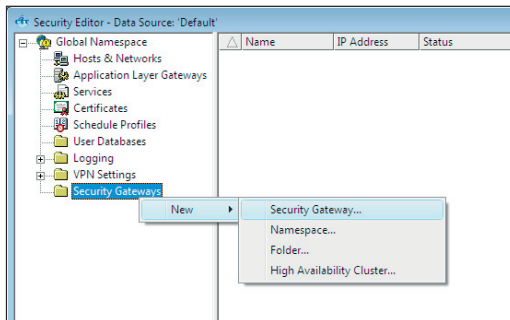 Security Editor - Data Source: 'Default'
Global Namespace
Name
IP Address
Status
Hosts & Networks
Application Layer Gateways
Services
Certificates
Schedule Profiles
User Databases
Logging
VPN Settings
Security Gateways
New
Security Gateway...
Namespace...
Folder...
High Availability Cluster...